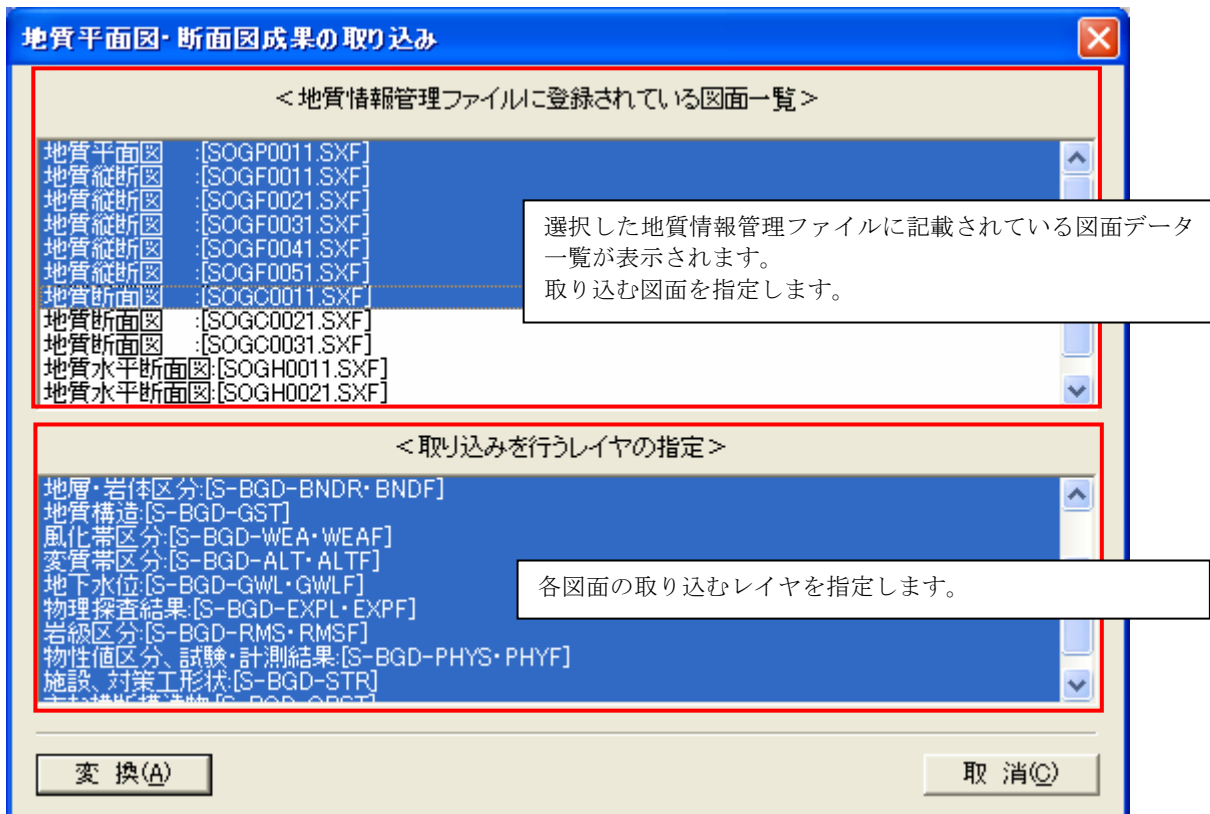 地質平面図・断面図成果の取り込み
＜地質情報管理ファイルに登録されている図面一覧＞
地質平面図　:[SOGP0011.SXF]
地質縦断図　:[SOGF0011.SXF]
地質縦断図　:[SOGF0021.SXF]
地質縦断図　:[SOGF0031.SXF]
地質縦断図　:[SOGF0041.SXF]
地質縦断図　:[SOGF0051.SXF]
地質断面図　:[SOGC0011.SXF]
地質断面図　:[SOGC0021.SXF]
地質断面図　:[SOGC0031.SXF]
地質水平断面図:[SOGH0011.SXF]
地質水平断面図:[SOGH0021.SXF]
選択した地質情報管理ファイルに記載されている図面データ
一覧が表示されます。
取り込む図面を指定します。
＜取り込みを行うレイヤの指定＞
地層・岩体区分:[S-BGD-BNDR・BNDF]
地質構造:[S-BGD-GST]
風化帯区分:[S-BGD-WEA・WEAF]
変質帯区分:[S-BGD-ALT・ALTF]
地下水位:[S-BGD-GWL・GWLF]
物理探査結果:[S-BGD-EXPL・EXPF]
岩級区分:[S-BGD-RMS・RMSF]
物性値区分、試験・計測結果:[S-BGD-PHYS・PHYF]
施設、対策工形状:[S-BGD-STR]
各図面の取り込むレイヤを指定します。
変 換(A)
取 消(C)